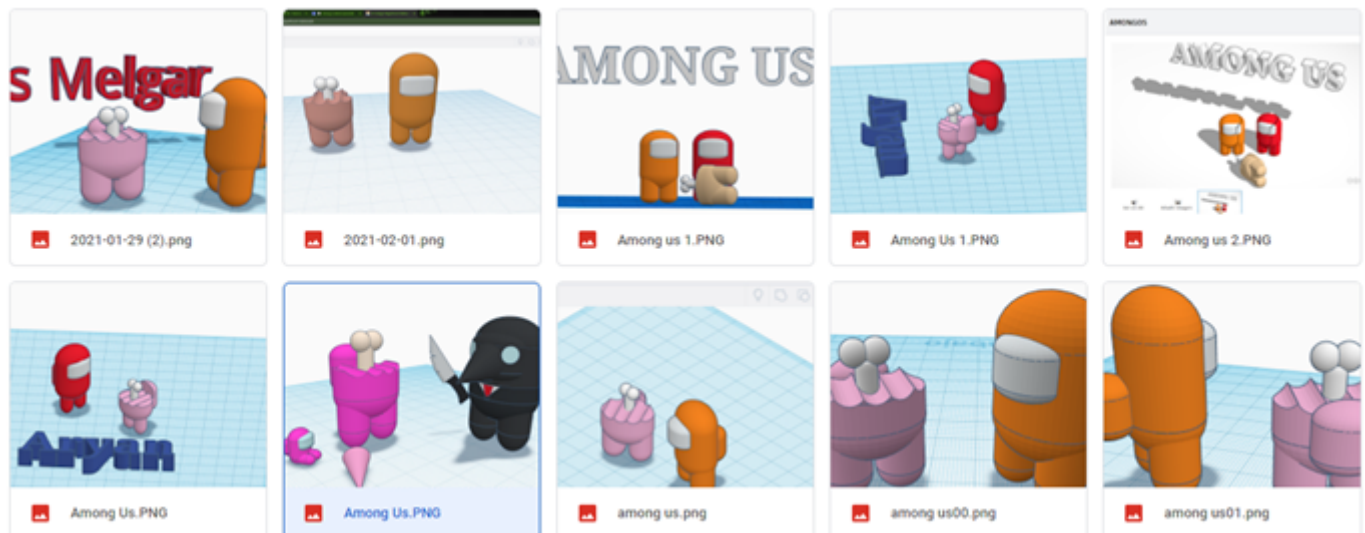 s Melgar
2021-01-29 (2).png
2021-02-01.png
AMONG US
Among us 1.PNG
Among Us 1.PNG
AMONGUS
AMONG US
Among us 2.PNG
Aryan
Among Us.PNG
Among Us.PNG
among us.png
among us00.png
among us01.png